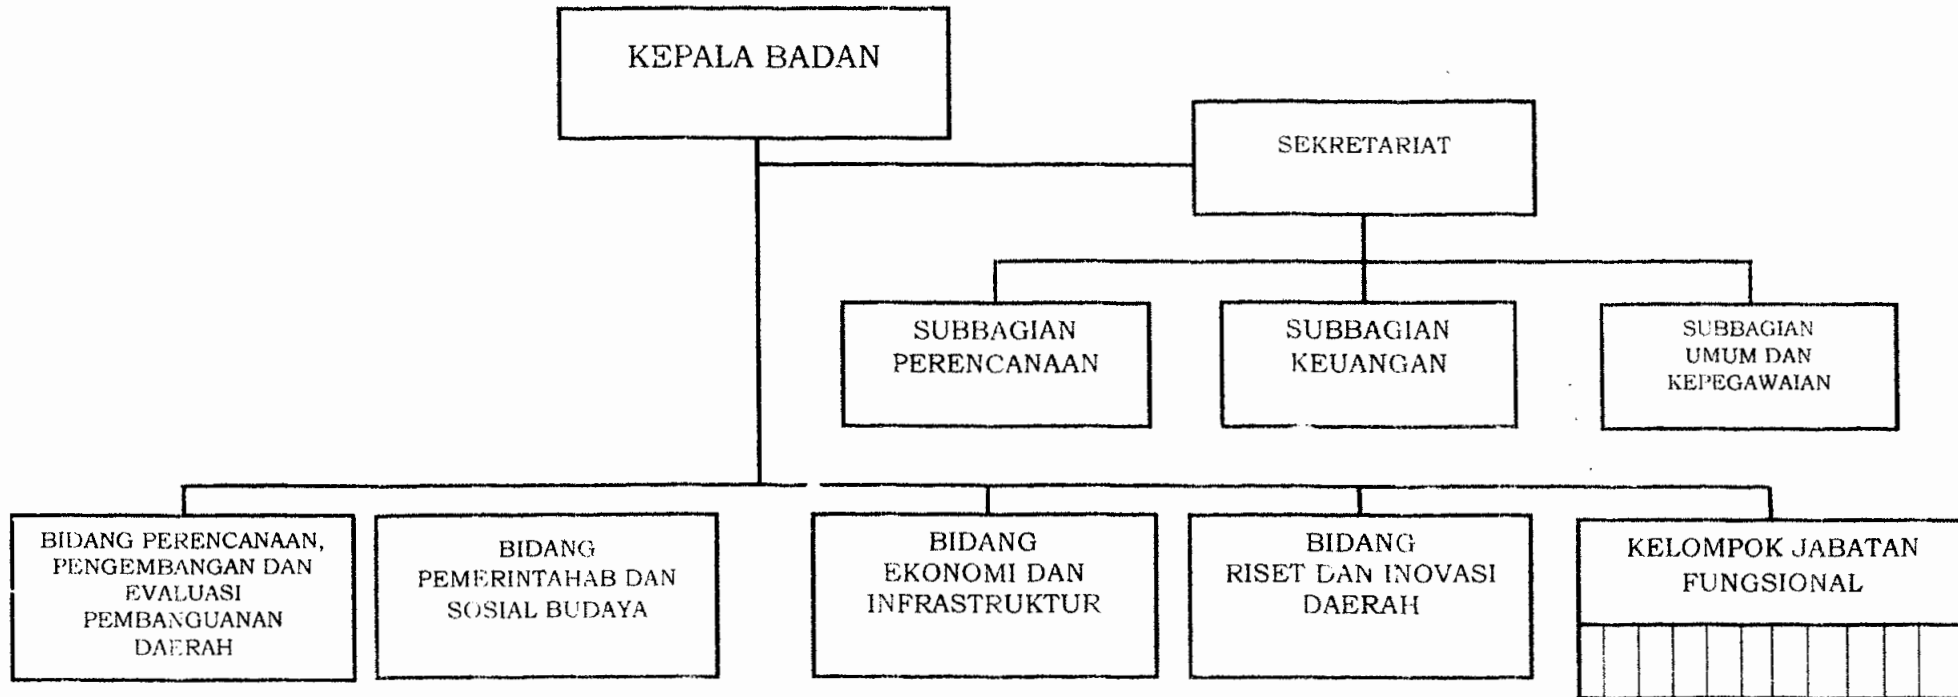 KEPALA BADAN
SEKRETARIAT
SUBBAGIAN
PERENCANAAN
SUBBAGIAN
KEUANGAN
SUBBAGIAN
UMUM DAN
KEPEGAWAIAN
BIDANG PERENCANAAN,
PENGEMBANGAN DAN
EVALUASI
PEMBANGUANAN
DAERAH
BIDANG
PEMERINTAHAB DAN
SOSIAL BUDAYA
BIDANG
EKONOMI DAN
INFRASTRUKTUR
BIDANG
RISET DAN INOVASI
DAERAH
KELOMPOK JABATAN
FUNGSIONAL